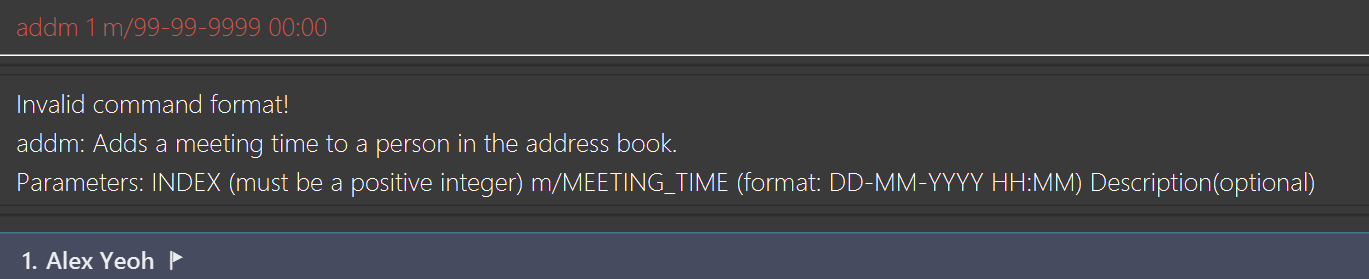 addm 1 m/99-99-9999 00:00
Invalid command format!
addm: Adds a meeting time to a person in the address book.
Parameters: INDEX (must be a positive integer) m/MEETING_TIME (format: DD-MM-YYYY HH:MM) Description(optional)
1. Alex Yeoh